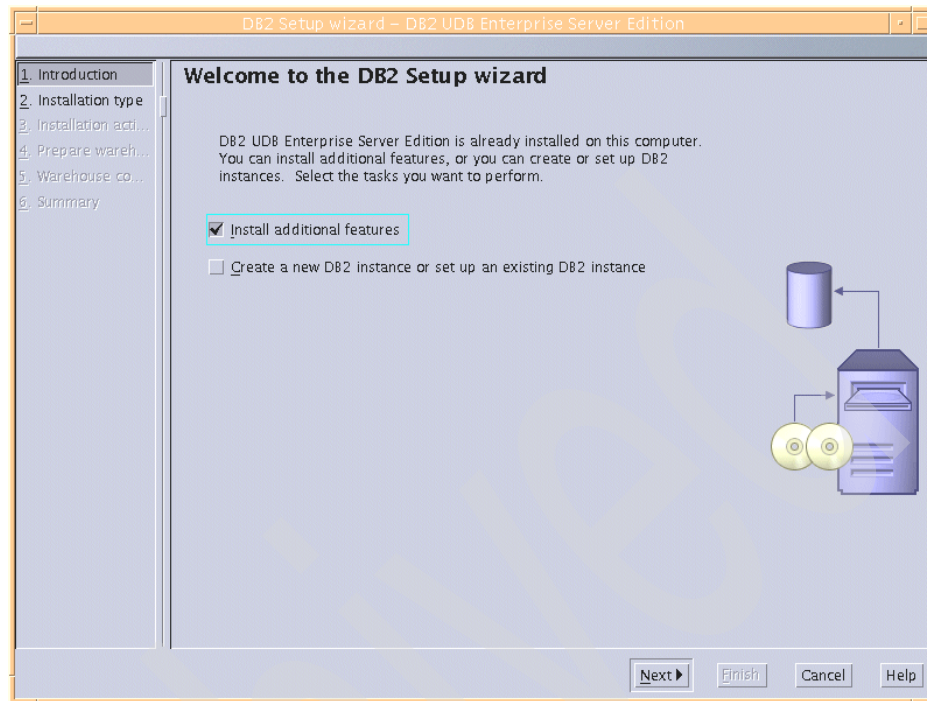 DB2 Setup wizard – DB2 UDB Enterprise Server Edition
1. Introduction
2. Installation type
3. Installation acti...
4. Prepare wareh...
5. Warehouse co...
6. Summary
Welcome to the DB2 Setup wizard
DB2 UDB Enterprise Server Edition is already installed on this computer.
You can install additional features, or you can create or set up DB2
instances. Select the tasks you want to perform.
Install additional features
Create a new DB2 instance or set up an existing DB2 instance
Next
Finish
Cancel
Help